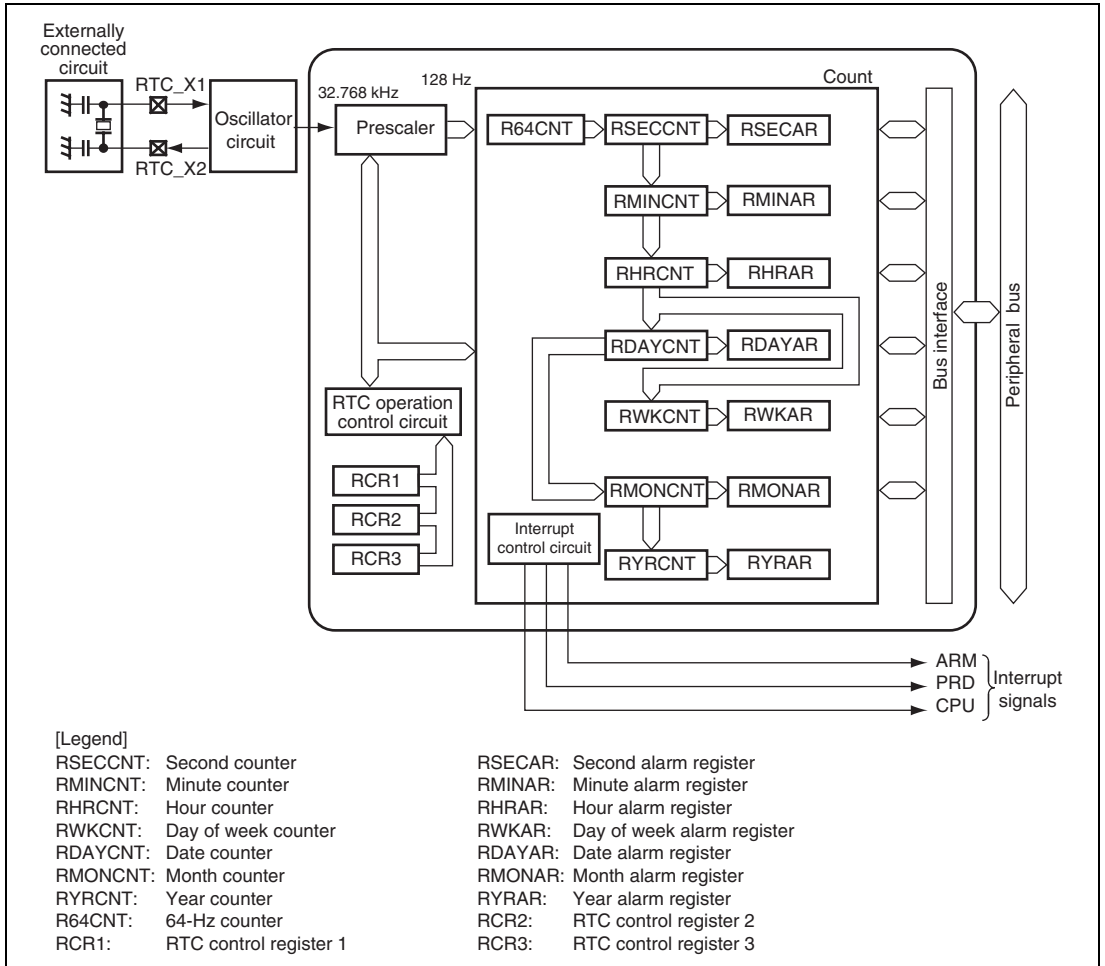 Externally
connected
circuit
RTC_X1
RTC_X2
Oscillator
circuit
32.768 kHz
128 Hz
Prescaler
Count
R64CNT
RSECCNT
RSECAR
RMINCNT
RMINAR
RHRCNT
RHRAR
RDAYCNT
RDAYAR
RWKCNT
RWKAR
RMONCNT
RMONAR
RYRCNT
RYRAR
RTC operation
control circuit
RCR1
RCR2
RCR3
Interrupt
control circuit
Bus interface
Peripheral bus
ARM
PRD
CPU
Interrupt
signals
[Legend]
RSECCNT: Second counter
RMINCNT: Minute counter
RHRCNT: Hour counter
RWKCNT: Day of week counter
RDAYCNT: Date counter
RMONCNT: Month counter
RYRCNT: Year counter
R64CNT: 64-Hz counter
RCR1: RTC control register 1
RSECAR: Second alarm register
RMINAR: Minute alarm register
RHRAR: Hour alarm register
RWKAR: Day of week alarm register
RDAYAR: Date alarm register
RMONAR: Month alarm register
RYRAR: Year alarm register
RCR2: RTC control register 2
RCR3: RTC control register 3